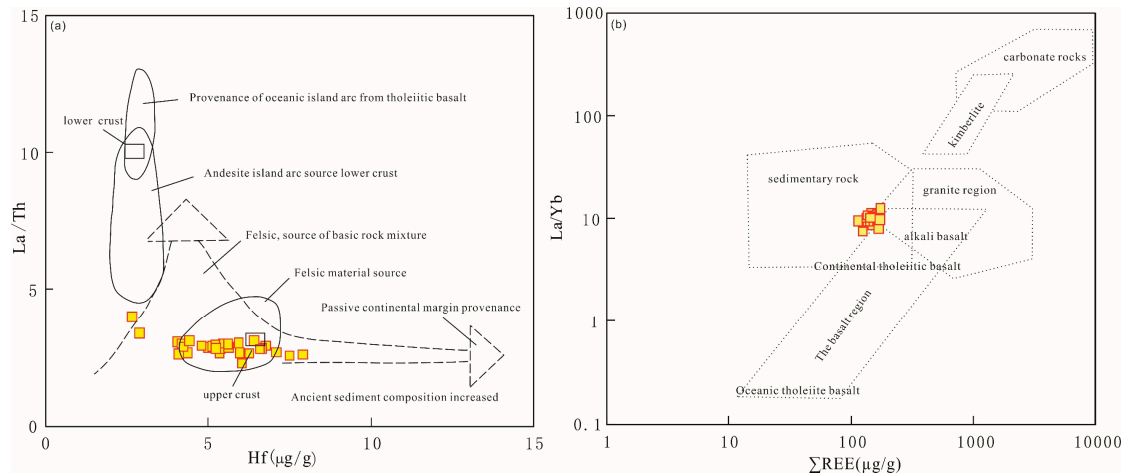 (a)
15
10
5
0
La/Th
Provenance of oceanic island arc from tholeiitic basalt
lower crust
Andesite island arc source lower crust
Felsic, source of basic rock mixture
Felsic material source
Passive continental margin provenance
upper crust
Ancient sediment composition increased
5
10
15
Hf(μg/g)
(b)
1000
100
10
1
0.1
La/Yb
carbonate rocks
kimberlite
sedimentary rock
granite region
alkali basalt
Continental tholeiitic basalt
The basalt region
Oceanic tholeiite basalt
1
10
100
1000
10000
∑REE(μg/g)